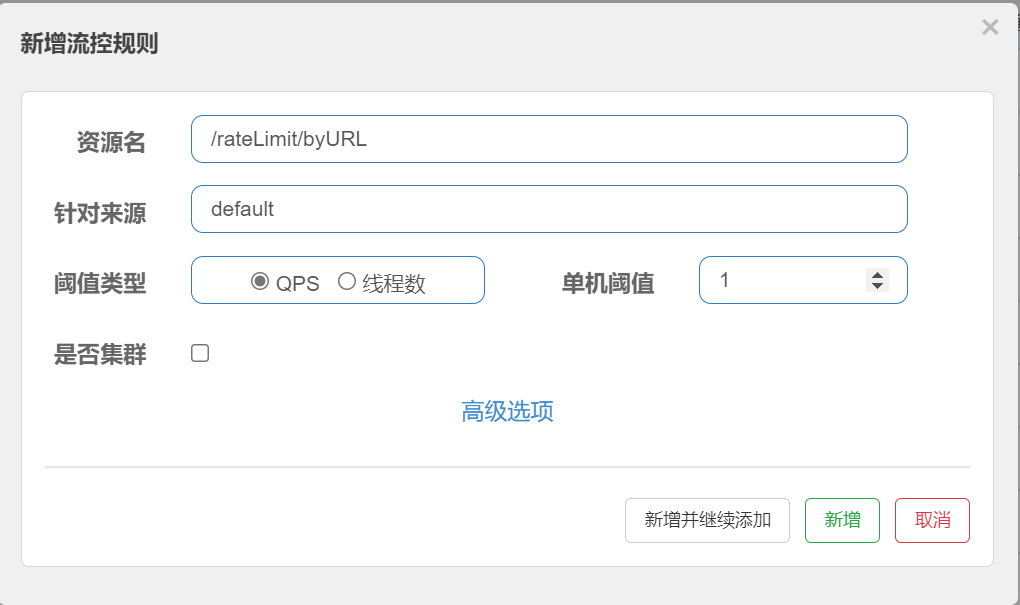 新增流控规则
资源名 /rateLimit/byURL
针对来源 default
阈值类型 QPS 线程数 单机阈值 1
是否集群
高级选项
新增并继续添加 新增 取消